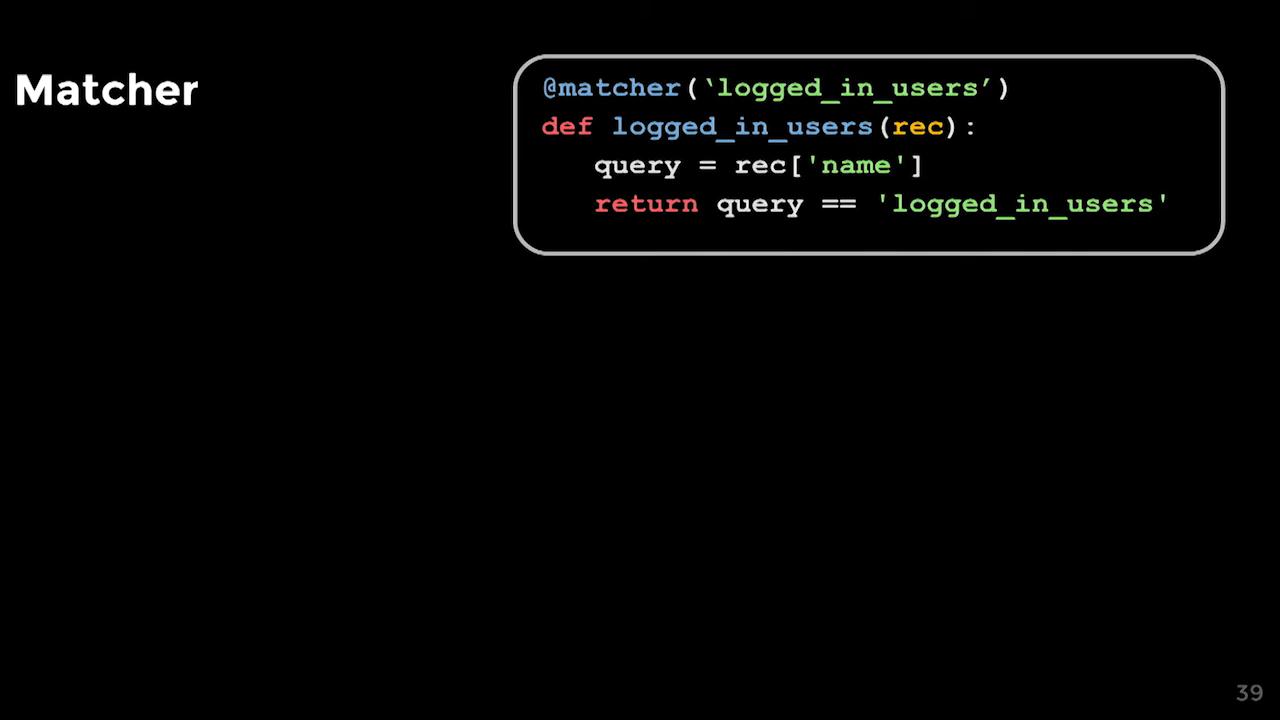 Matcher
@matcher(‘logged_in_users’)
def logged_in_users(rec):
query = rec['name']
return query == 'logged_in_users'
39